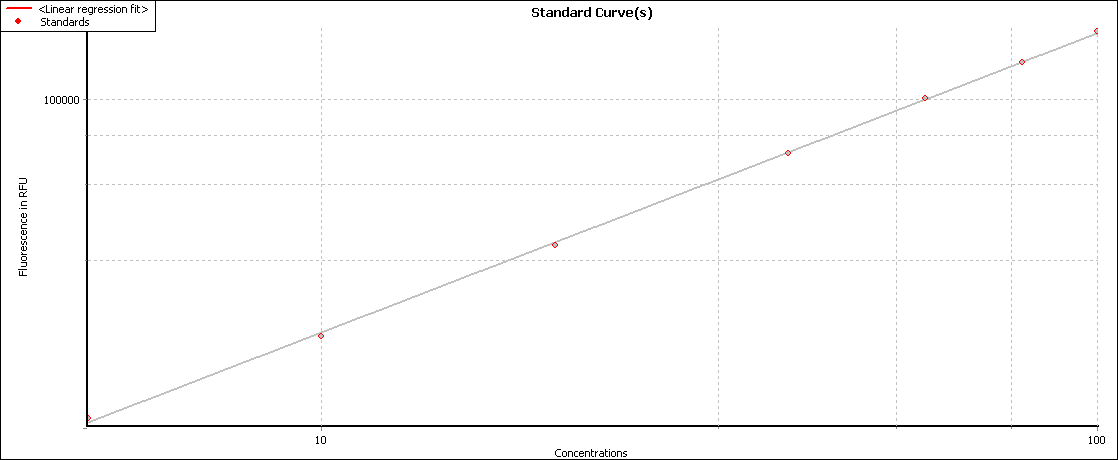 <Linear regression fit>
Standards
Standard Curve(s)
100000
Fluorescence in RFU
10
100
Concentrations